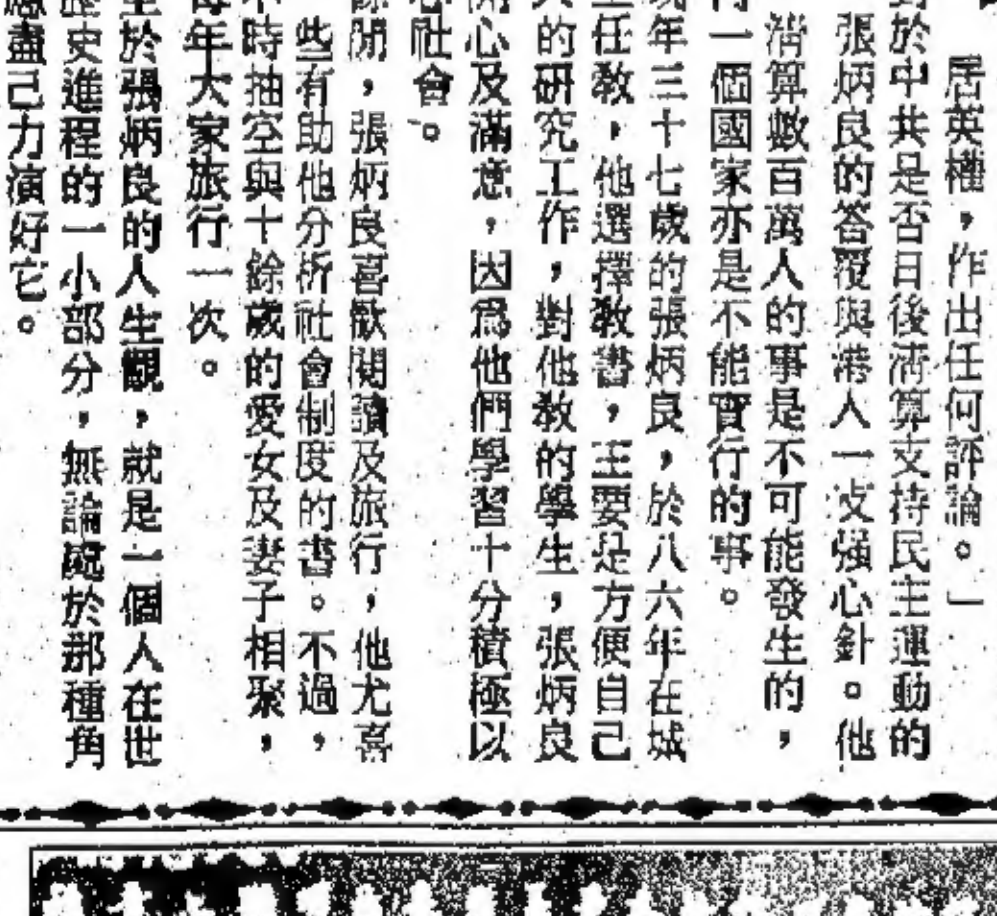 居英權，作出任何評論。」
對於中共是否日後清算支持民主運動的
張炳良的答覆與港人一支强心針。他
清算數百萬人的事是不可能發生的，
一個國家亦是不能實行的事。
現年三十七歲的張炳良，於八六年在城
任教，他選擇教書，主要是方便自己
的研究工作，對他教的學生，張炳良
開心及滿意，因爲他們學習十分積極以
社會。
餘閒，張炳良喜歡閱讀及旅行，他尤喜
些有助他分析社會制度的書。不過，
不時抽空與十餘歲的愛女及妻子相聚，
每年大家旅行一次。
至於張炳良的人生觀，就是一個人在世
歷史進程的一小部分，無論處於那種角
應盡己力演好它。